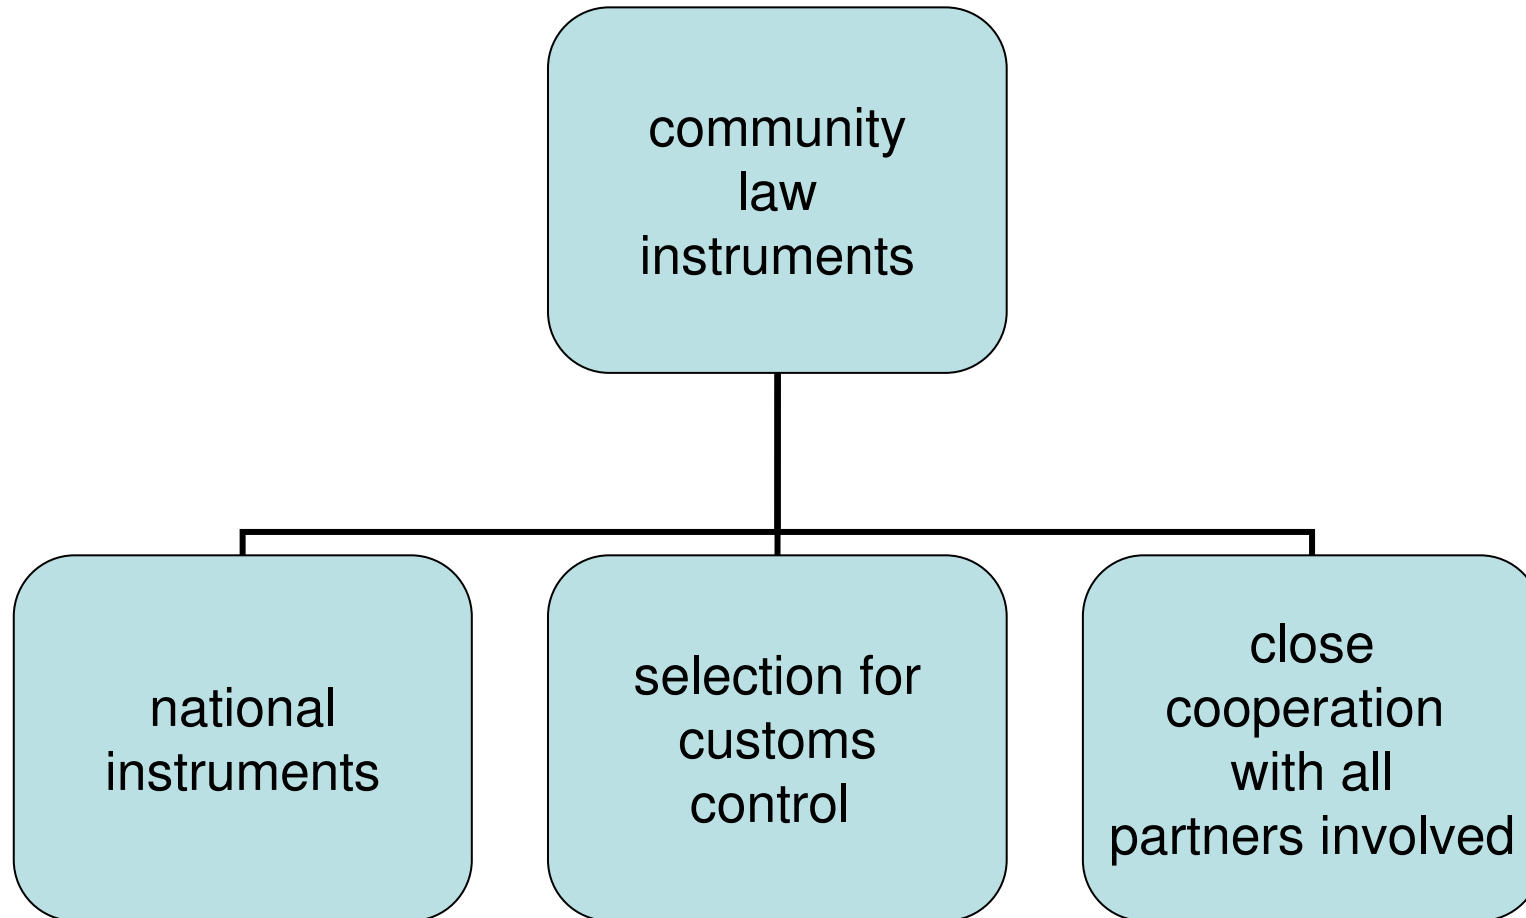 community
law
instruments
national
instruments
selection for
customs
control
close
cooperation
with all
partners involved